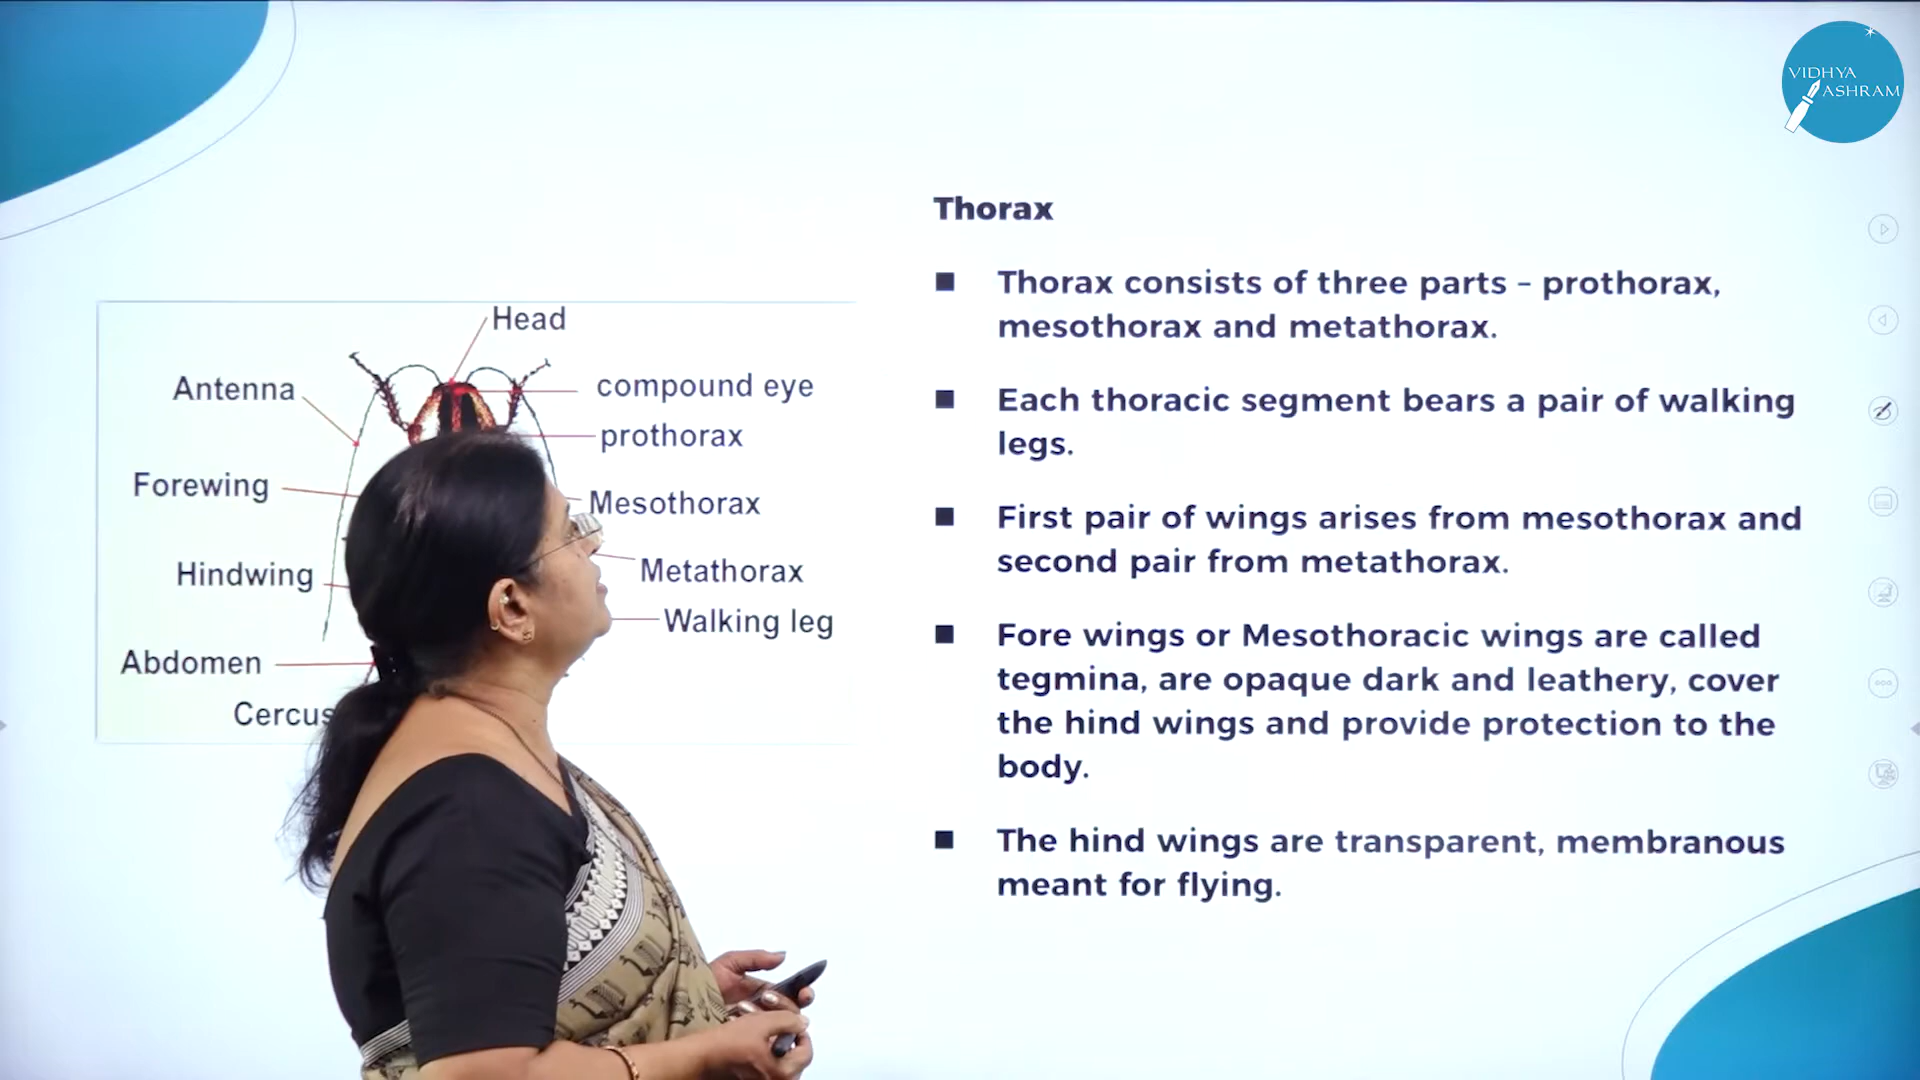 VIDHYA
ASHRAM
Thorax
Thorax consists of three parts – prothorax,
mesothorax and metathorax.
Each thoracic segment bears a pair of walking
legs.
First pair of wings arises from mesothorax and
second pair from metathorax.
Fore wings or Mesothoracic wings are called
tegmina, are opaque dark and leathery, cover
the hind wings and provide protection to the
body.
The hind wings are transparent, membranous
meant for flying.
Head
Antenna
compound eye
prothorax
Forewing
Mesothorax
Hindwing
Metathorax
Walking leg
Abdomen
Cercus